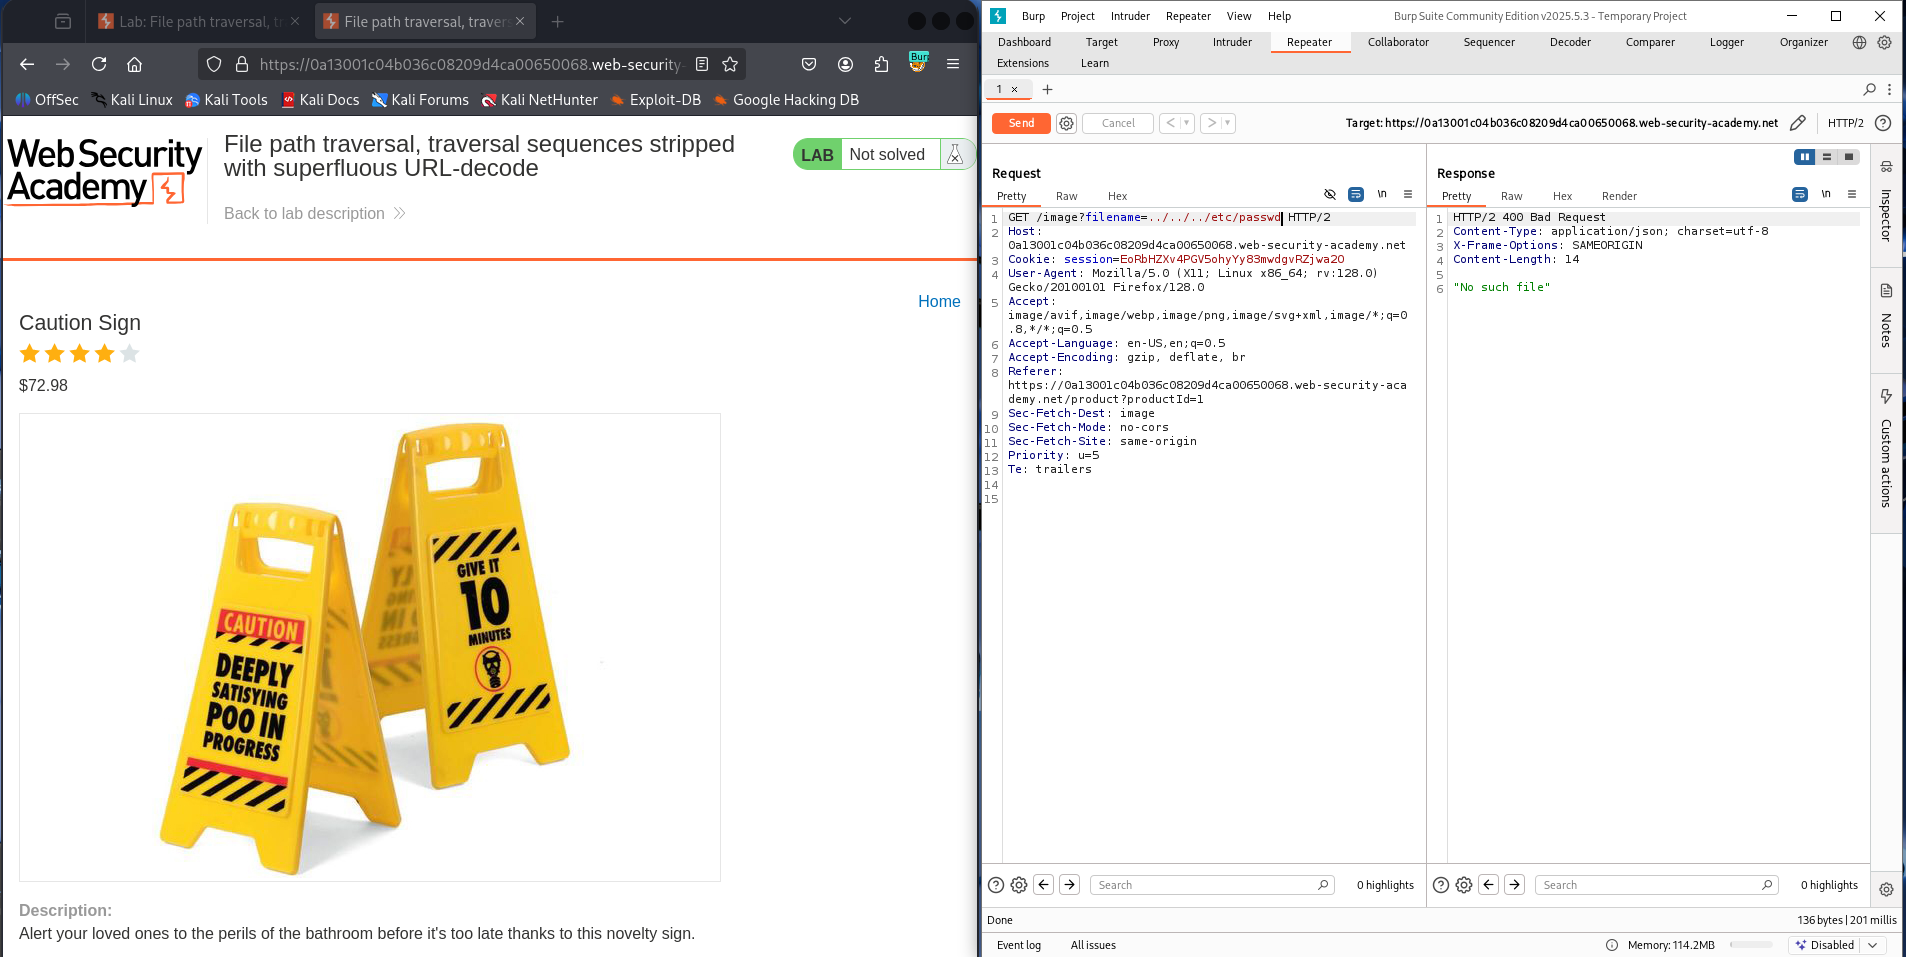 Lab: File path traversal, tr
File path traversal, travers
https://0a13001c04b036c08209d4ca00650068.web-security-
OffSec Kali Linux Kali Tools Kali Docs Kali Forums Kali NetHunter Exploit-DB Google Hacking DB
Web Security
Academy
File path traversal, traversal sequences stripped
with superfluous URL-decode
Back to lab description
LAB Not solved
Home
Caution Sign
$72.98
CAUTION
DEEPLY
SATISYING
POO IN
PROGRESS
GIVE IT
10
MINUTES
Description:
Alert your loved ones to the perils of the bathroom before it's too late thanks to this novelty sign.
Burp Project Intruder Repeater View Help
Burp Suite Community Edition v2025.5.3 - Temporary Project
Dashboard Target Proxy Intruder Repeater Collaborator Sequencer Decoder Comparer Logger Organizer
Extensions Learn
1 ×
Send Cancel
Target: https://0a13001c04b036c08209d4ca00650068.web-security-academy.net HTTP/2
Request
Pretty Raw Hex \n
1 GET /image?filename=../../../etc/passwd HTTP/2
2 Host:
0a13001c04b036c08209d4ca00650068.web-security-academy.net
3 Cookie: session=EoRbHZXv4PGV5ohyYy83mwdgvRZjwa2O
4 User-Agent: Mozilla/5.0 (X11; Linux x86_64; rv:128.0)
Gecko/20100101 Firefox/128.0
5 Accept:
image/avif,image/webp,image/png,image/svg+xml,image/*;q=0
.8,*/*;q=0.5
6 Accept-Language: en-US,en;q=0.5
7 Accept-Encoding: gzip, deflate, br
8 Referer:
https://0a13001c04b036c08209d4ca00650068.web-security-aca
demy.net/product?productId=1
9 Sec-Fetch-Dest: image
10 Sec-Fetch-Mode: no-cors
11 Sec-Fetch-Site: same-origin
12 Priority: u=5
13 Te: trailers
14
15
Search 0 highlights
Response
Pretty Raw Hex Render \n
1 HTTP/2 400 Bad Request
2 Content-Type: application/json; charset=utf-8
3 X-Frame-Options: SAMEORIGIN
4 Content-Length: 14
5
6 "No such file"
Search 0 highlights
Inspector
Notes
Custom actions
Done
136 bytes | 201 millis
Event log All issues
Memory: 114.2MB
Disabled